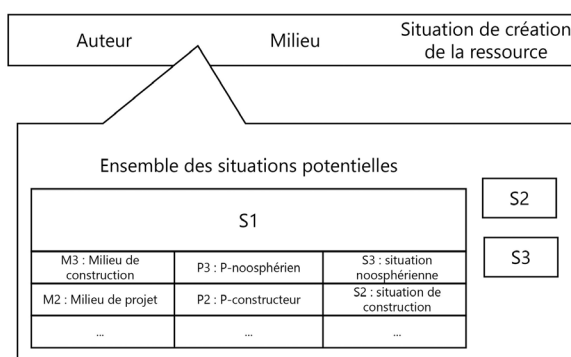 Auteur
Milieu
Situation de création
de la ressource
Ensemble des situations potentielles
S1
S2
S3
M3 : Milieu de
construction
P3 : P-noosphérien
S3 : situation
noosphérienne
M2 : Milieu de projet
P2 : P-constructeur
S2 : situation de
construction
...
...
...